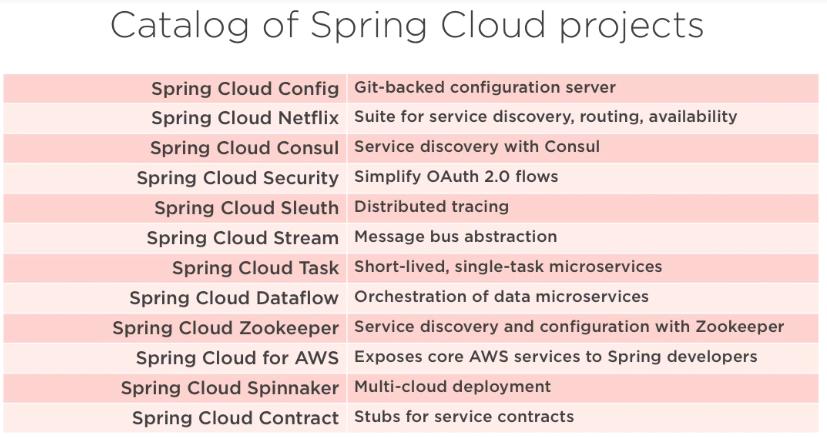 Catalog of Spring Cloud projects
Spring Cloud Config Git-backed configuration server
Spring Cloud Netflix Suite for service discovery, routing, availability
Spring Cloud Consul Service discovery with Consul
Spring Cloud Security Simplify OAuth 2.0 flows
Spring Cloud Sleuth Distributed tracing
Spring Cloud Stream Message bus abstraction
Spring Cloud Task Short-lived, single-task microservices
Spring Cloud Dataflow Orchestration of data microservices
Spring Cloud Zookeeper Service discovery and configuration with Zookeeper
Spring Cloud for AWS Exposes core AWS services to Spring developers
Spring Cloud Spinnaker Multi-cloud deployment
Spring Cloud Contract Stubs for service contracts